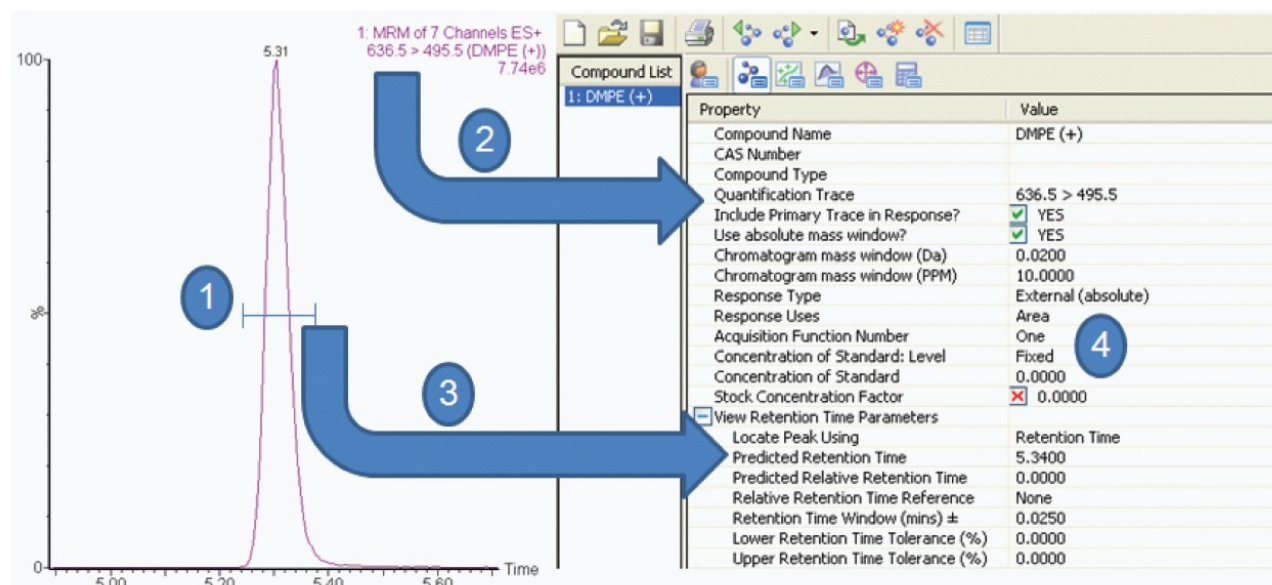 1: MRM of 7 Channels ES+
636.5 > 495.5 (DMPE (+))
7.74e6
100
5.31
%
0
5.00
5.20
5.40
5.60
Time
1
2
3
4
Compound List
1: DMPE (+)
Property Value
Compound Name DMPE (+)
CAS Number
Compound Type
Quantification Trace 636.5 > 495.5
Include Primary Trace in Response? YES
Use absolute mass window? YES
Chromatogram mass window (Da) 0.0200
Chromatogram mass window (PPM) 10.0000
Response Type External (absolute)
Response Uses Area
Acquisition Function Number One
Concentration of Standard: Level Fixed
Concentration of Standard 0.0000
Stock Concentration Factor 0.0000
View Retention Time Parameters
Locate Peak Using Retention Time
Predicted Retention Time 5.3400
Predicted Relative Retention Time 0.0000
Relative Retention Time Reference None
Retention Time Window (mins) ± 0.0250
Lower Retention Time Tolerance (%) 0.0000
Upper Retention Time Tolerance (%) 0.0000